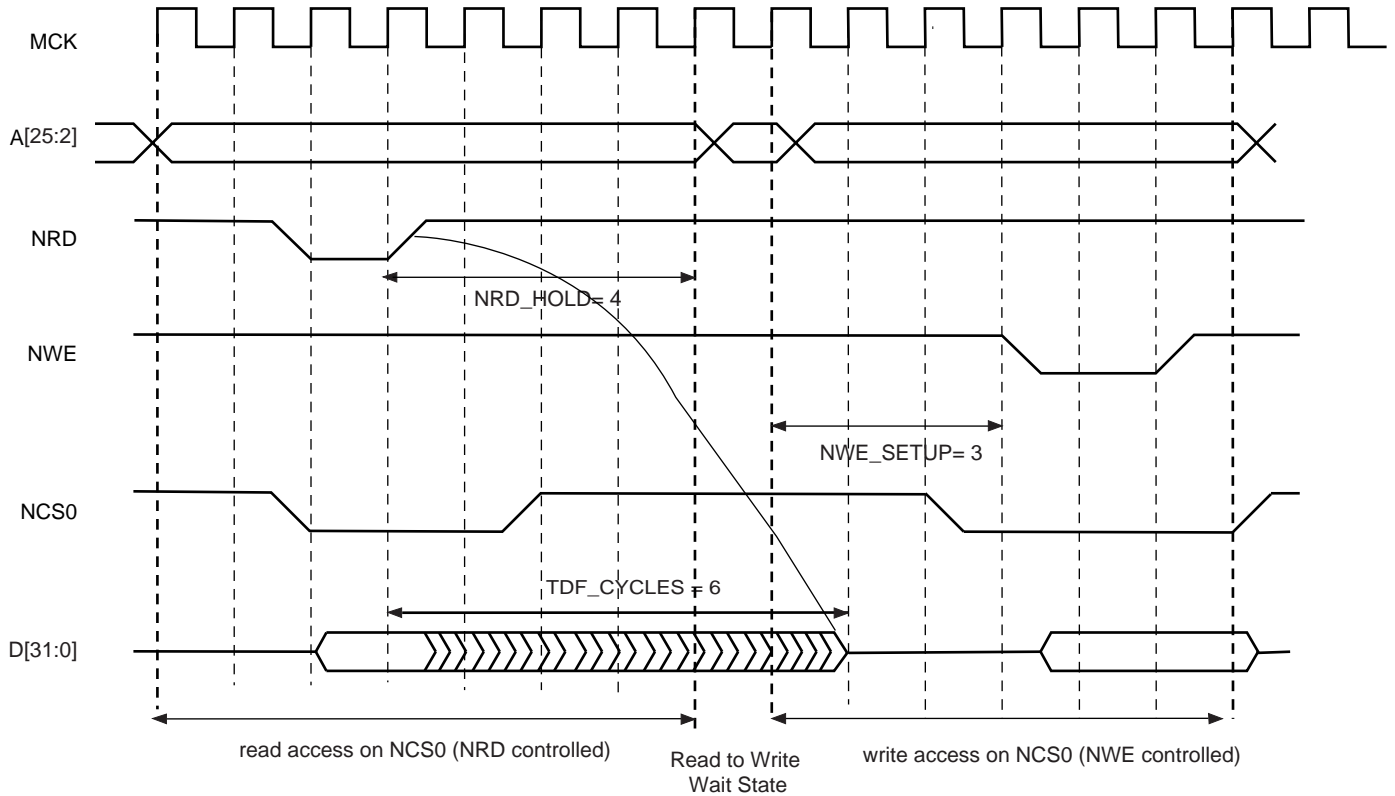 MCK
A[25:2]
NRD
NRD_HOLD= 4
NWE
NWE_SETUP= 3
NCS0
TDF_CYCLES = 6
D[31:0]
read access on NCS0 (NRD controlled)
Read to Write
Wait State
write access on NCS0 (NWE controlled)